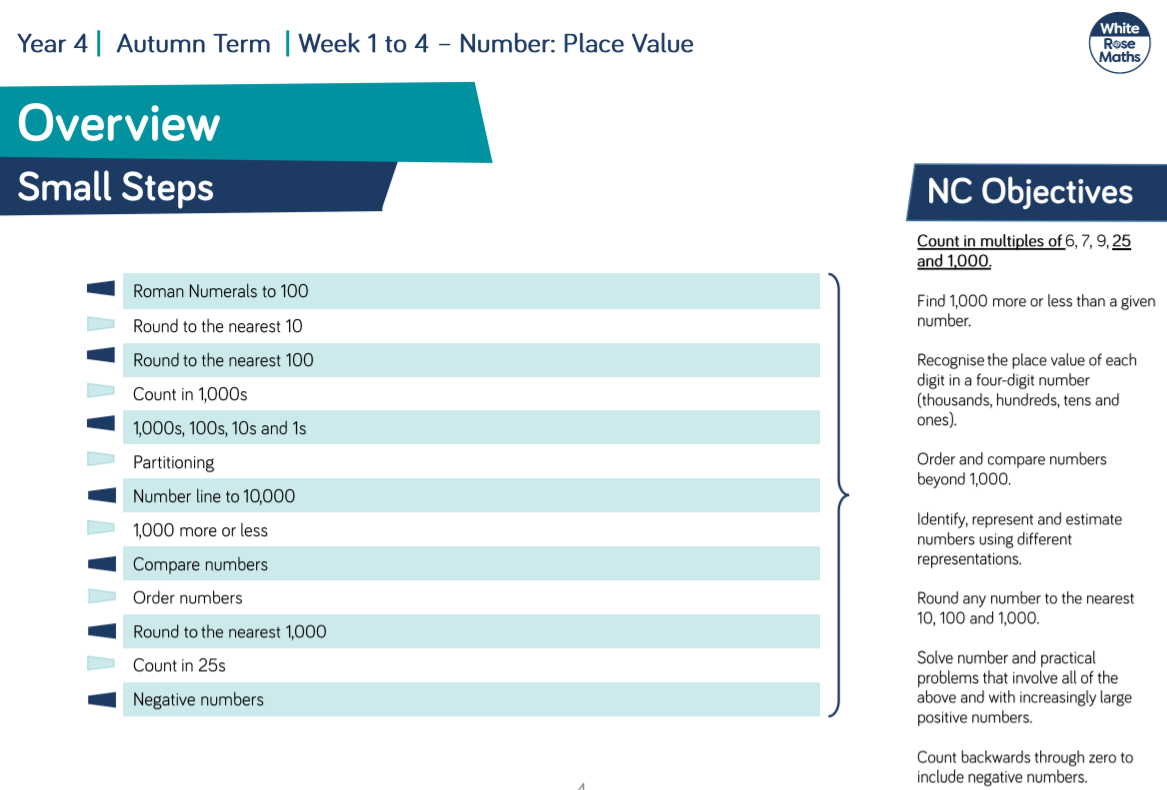 Year 4 | Autumn Term | Week 1 to 4 – Number: Place Value
White
Rose
Maths
Overview
Small Steps
Roman Numerals to 100
Round to the nearest 10
Round to the nearest 100
Count in 1,000s
1,000s, 100s, 10s and 1s
Partitioning
Number line to 10,000
1,000 more or less
Compare numbers
Order numbers
Round to the nearest 1,000
Count in 25s
Negative numbers
NC Objectives
Count in multiples of 6, 7, 9, 25
and 1,000.
Find 1,000 more or less than a given
number.
Recognise the place value of each
digit in a four-digit number
(thousands, hundreds, tens and
ones).
Order and compare numbers
beyond 1,000.
Identify, represent and estimate
numbers using different
representations.
Round any number to the nearest
10, 100 and 1,000.
Solve number and practical
problems that involve all of the
above and with increasingly large
positive numbers.
Count backwards through zero to
include negative numbers.
4